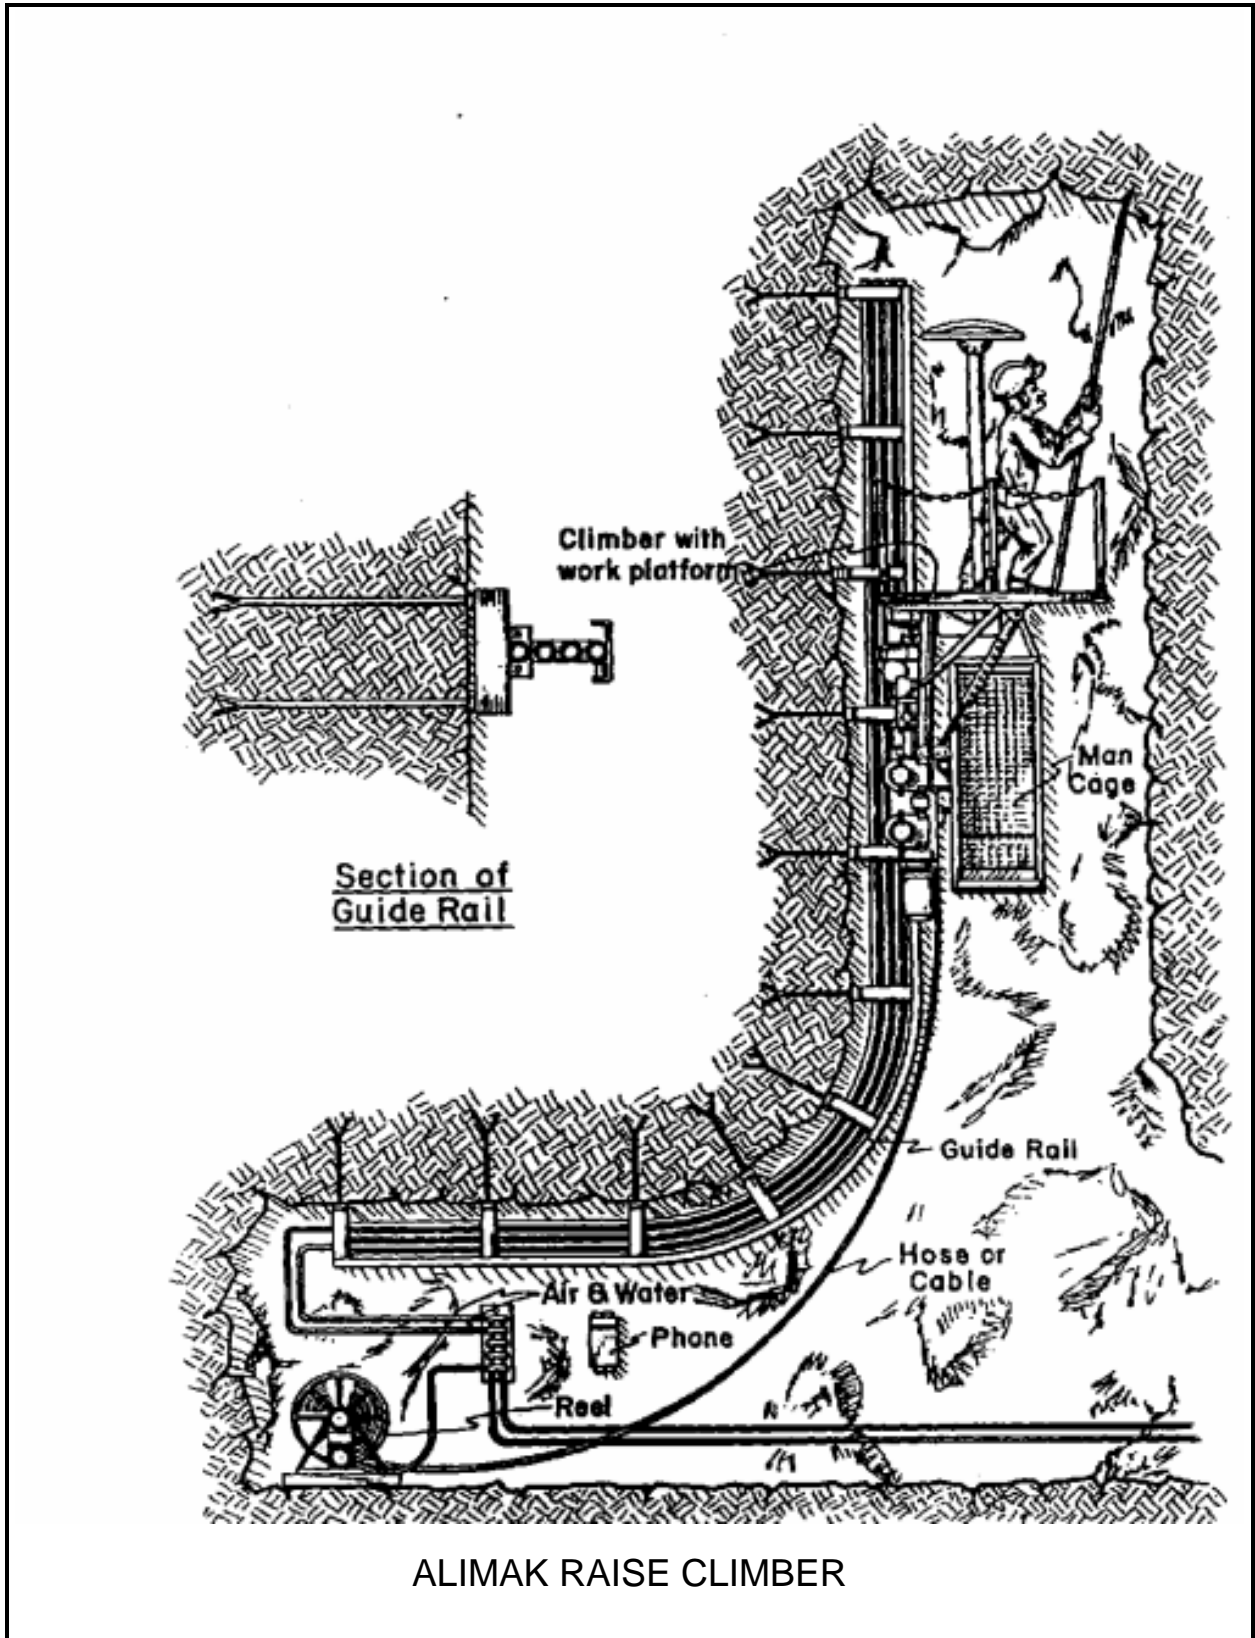 Climber with
work platform
Man
Cage
Section of
Guide Rail
Guide Rail
Hose or
Cable
Air & Water
Phone
Reel
ALIMAK RAISE CLIMBER